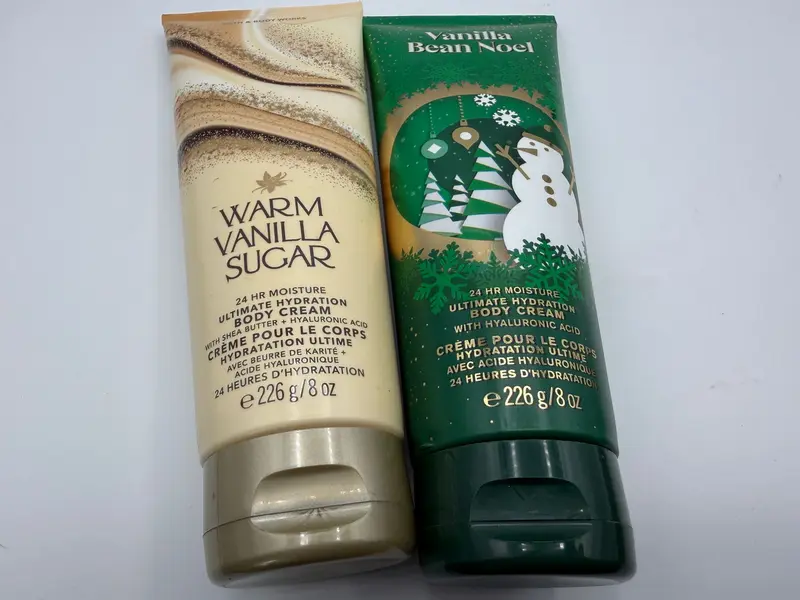 BATH & BODY WORKS
WARM
VANILLA
SUGAR
24 HR MOISTURE
ULTIMATE HYDRATION
BODY CREAM
WITH SHEA BUTTER + HYALURONIC ACID
CRÈME POUR LE CORPS
HYDRATATION ULTIME
AVEC BEURRE DE KARITÉ +
ACIDE HYALURONIQUE
24 HEURES D'HYDRATATION
e 226 g/8 oz
Vanilla
Bean Noel
24 HR MOISTURE
ULTIMATE HYDRATION
BODY CREAM
WITH HYALURONIC ACID
CRÈME POUR LE CORPS
HYDRATATION ULTIME
AVEC ACIDE HYALURONIQUE
24 HEURES D'HYDRATATION
e 226 g/8 oz